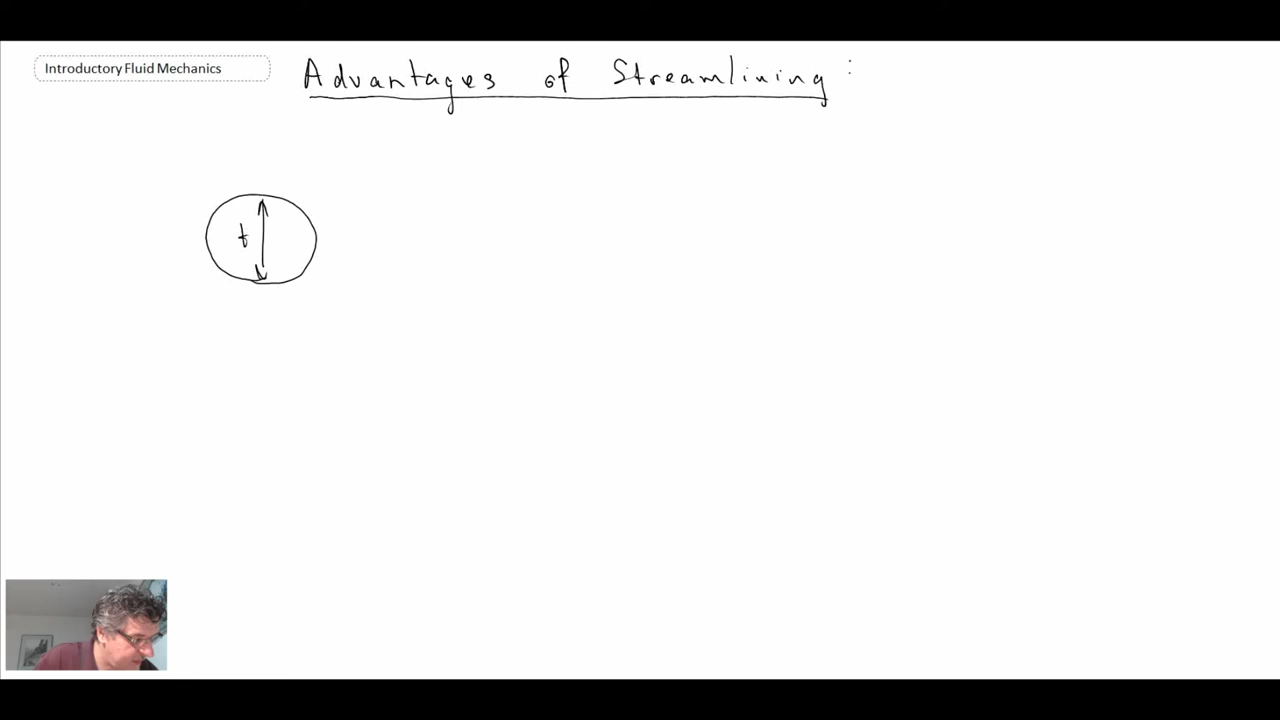 Introductory Fluid Mechanics
Advantages of Streamlining :
t